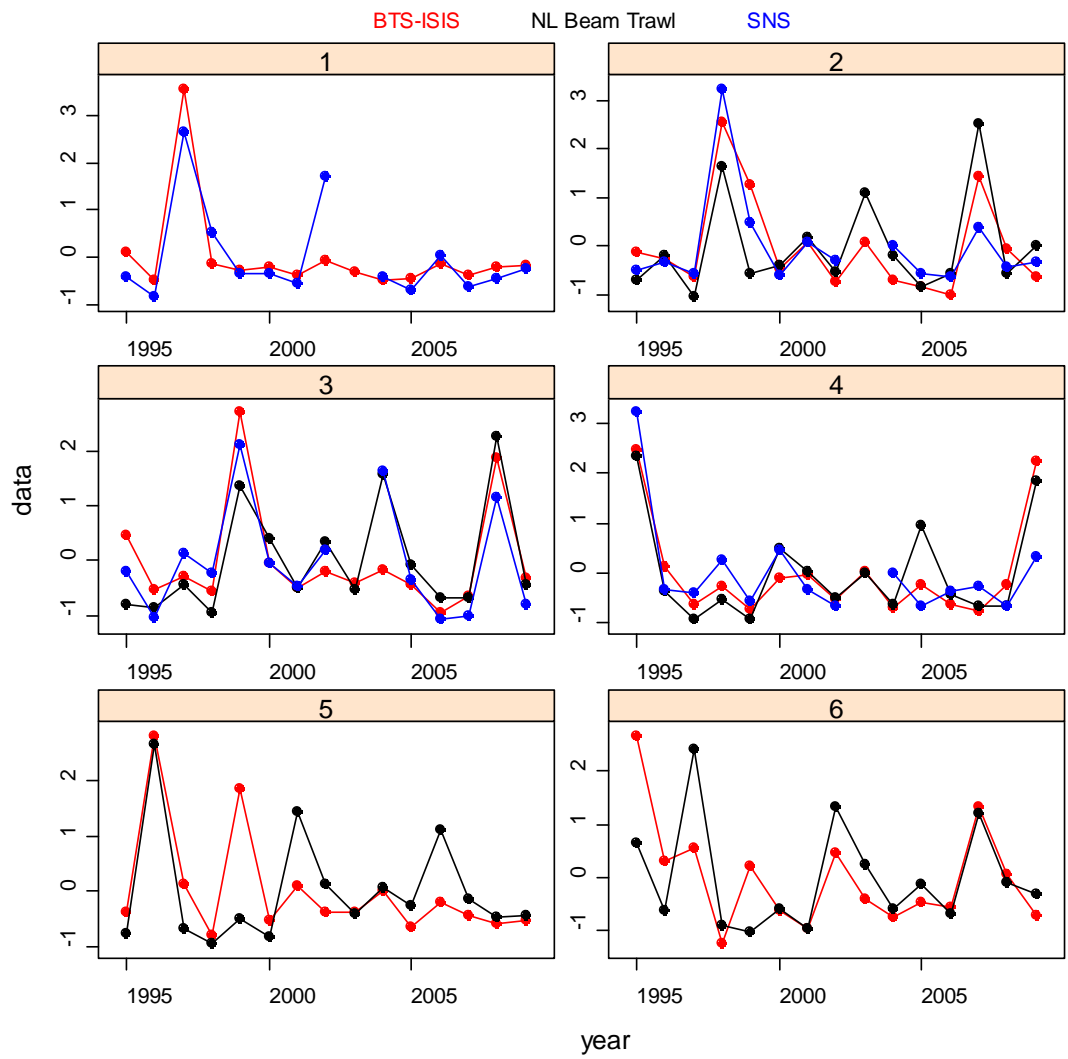 BTS-ISIS NL Beam Trawl SNS
1 2
-1 0 1 2 3 -1 0 1 2 3
1995 2000 2005 1995 2000 2005
3 4
-1 0 1 2 -1 0 1 2 3
1995 2000 2005 1995 2000 2005
data
5 6
-1 0 1 2 -1 0 1 2
1995 2000 2005 1995 2000 2005
year